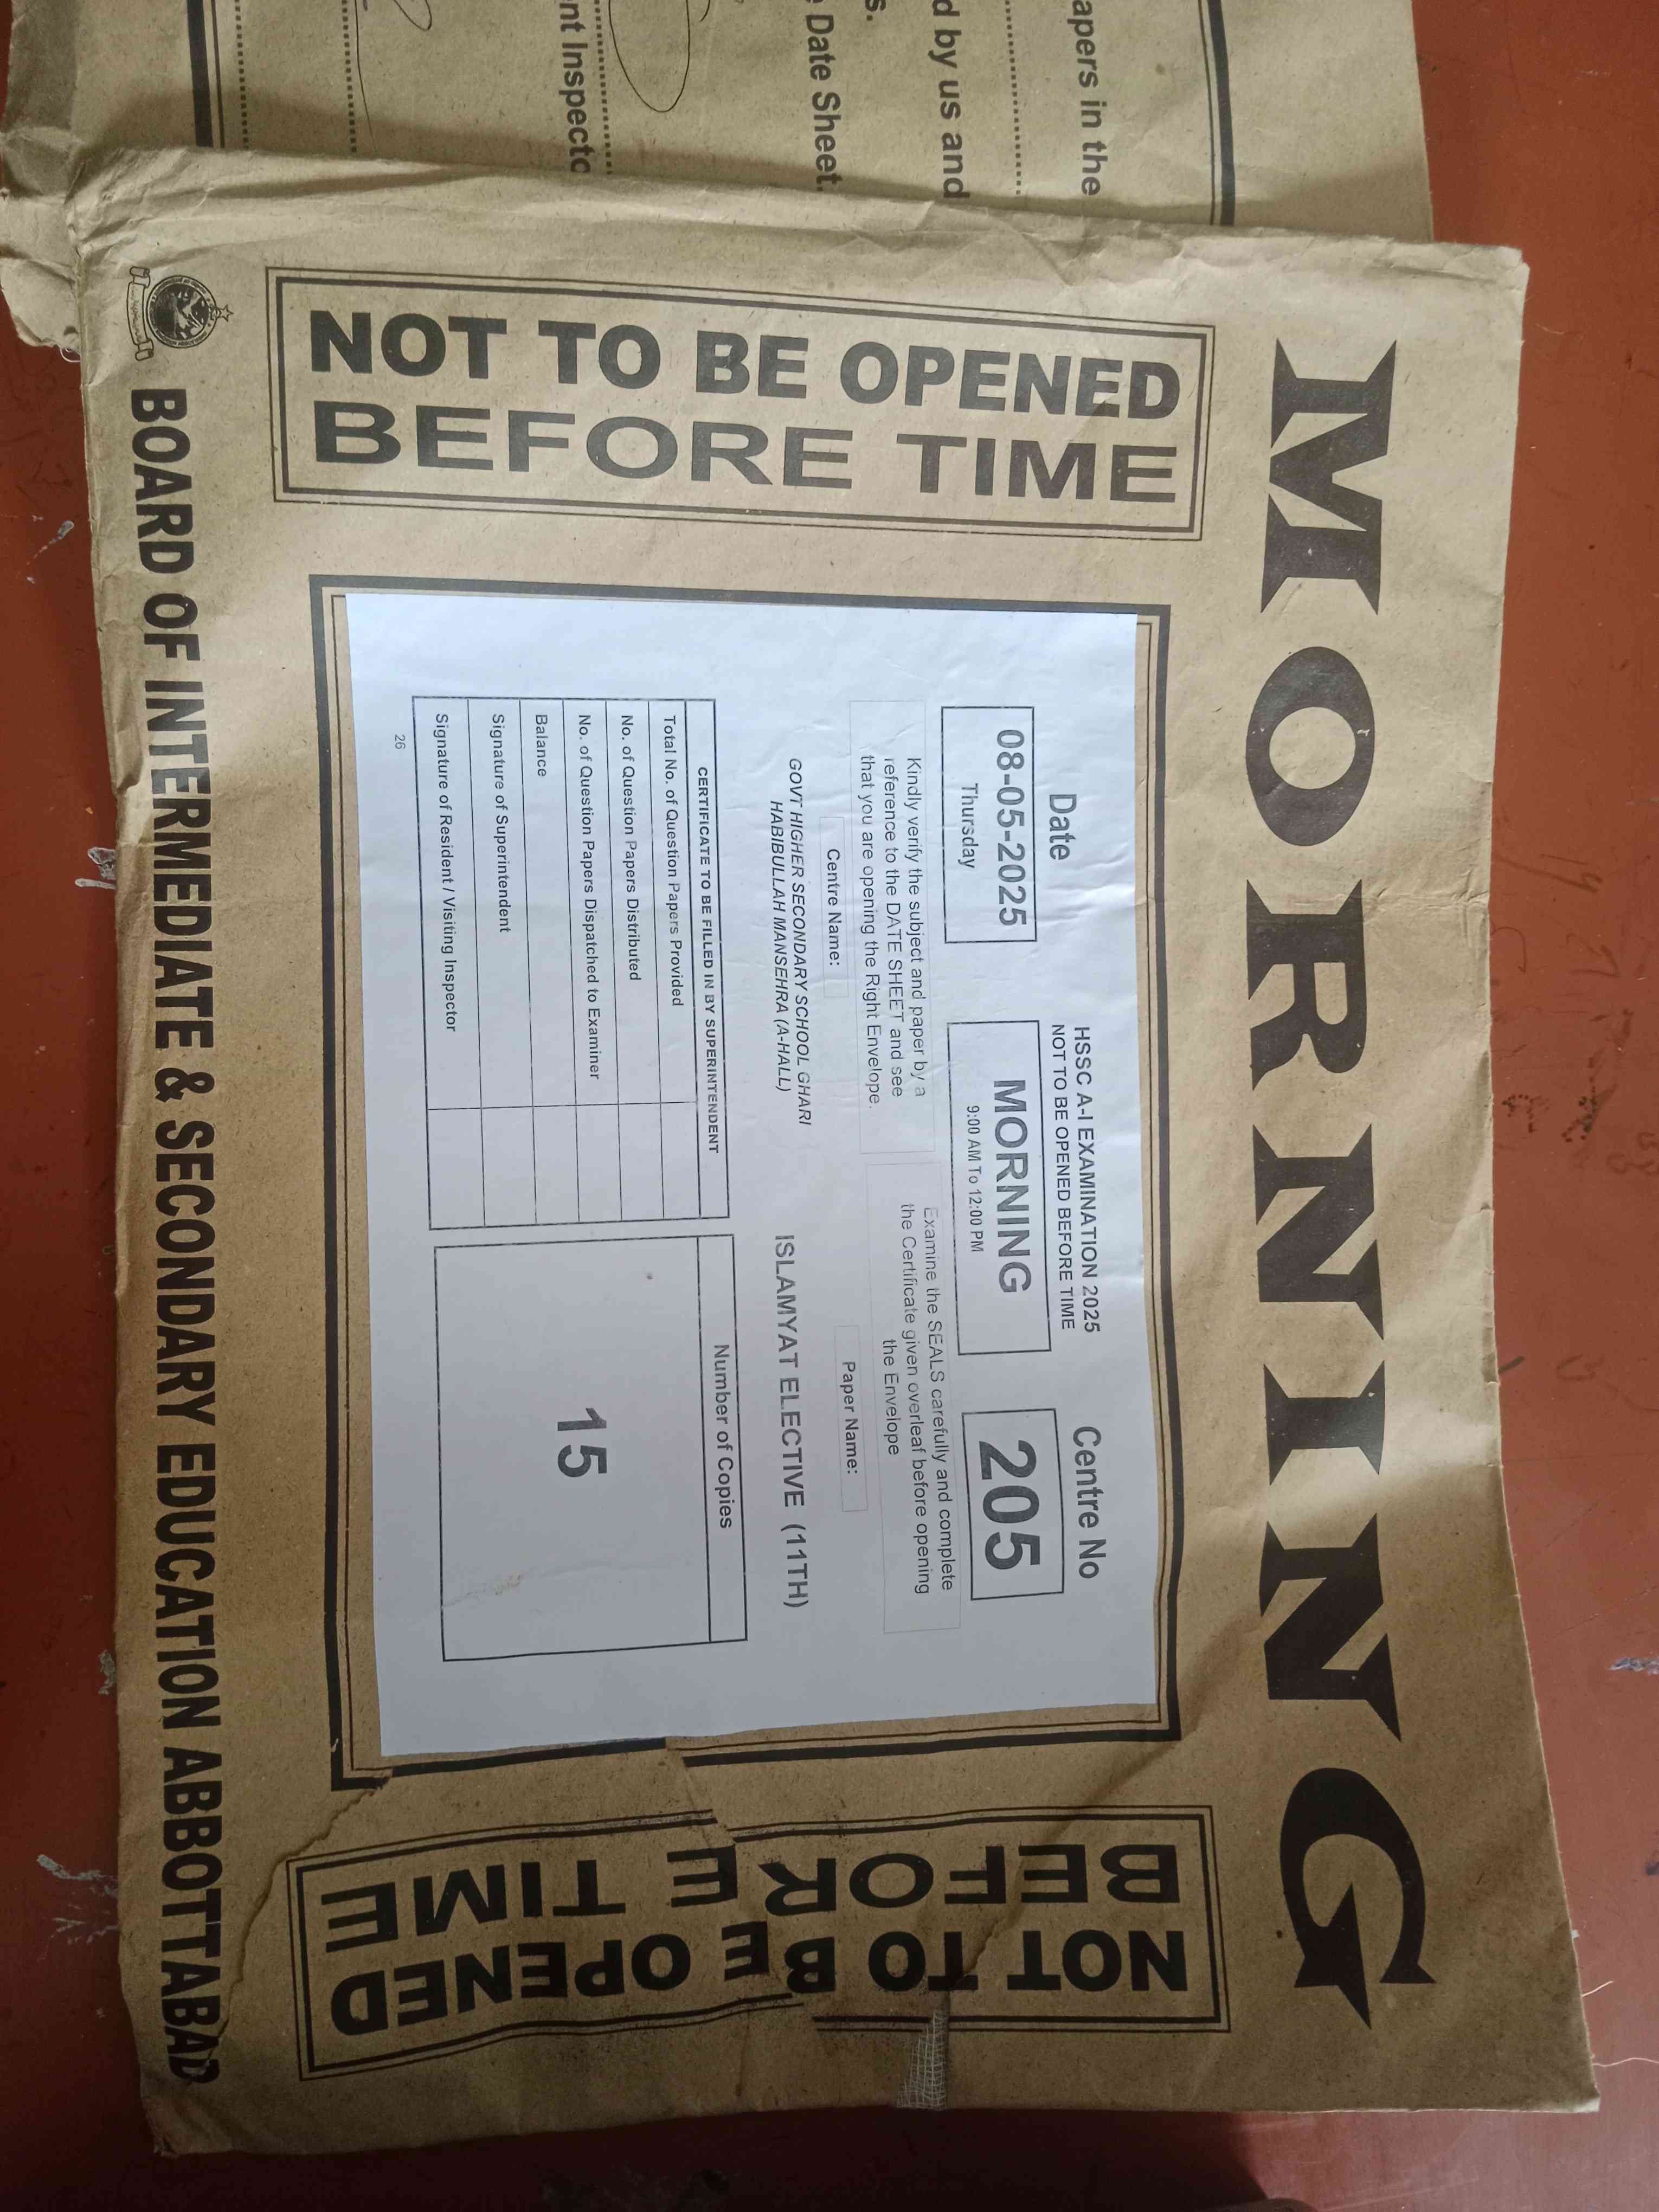 apers in the
d by us and
s.
e Date Sheet.
nt Inspecto
MORNING
NOT TO BE OPENED
BEFORE TIME
HSSC A-I EXAMINATION 2025
NOT TO BE OPENED BEFORE TIME
Date
08-05-2025
Thursday
MORNING
9:00 AM To 12:00 PM
Centre No
205
Kindly verify the subject and paper by a
reference to the DATE SHEET and see
that you are opening the Right Envelope.
Examine the SEALS carefully and complete
the Certificate given overleaf before opening
the Envelope
Centre Name:
GOVT HIGHER SECONDARY SCHOOL GHARI
HABIBULLAH MANSEHRA (A-HALL)
Paper Name:
ISLAMYAT ELECTIVE (11TH)
CERTIFICATE TO BE FILLED IN BY SUPERINTENDENT
Total No. of Question Papers Provided
No. of Question Papers Distributed
No. of Question Papers Dispatched to Examiner
Balance
Signature of Superintendent
Signature of Resident / Visiting Inspector
Number of Copies
15
26
NOT TO BE OPENED
BEFORE TIME
BOARD OF INTERMEDIATE & SECONDARY EDUCATION ABBOTTABAD